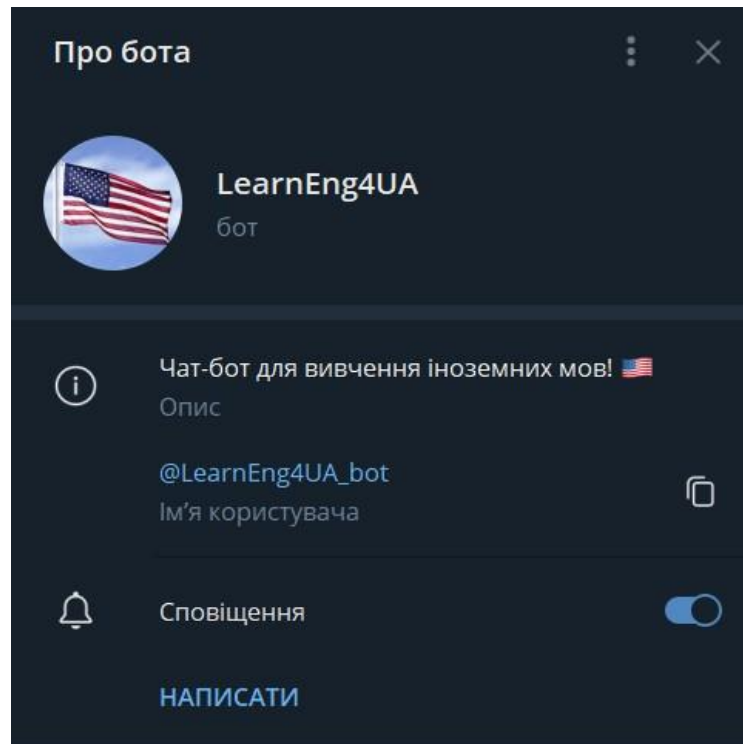 Про бота
LearnEng4UA
бот
Чат-бот для вивчення іноземних мов! 🇺🇸
Опис
@LearnEng4UA_bot
Ім’я користувача
Сповіщення
НАПИСАТИ